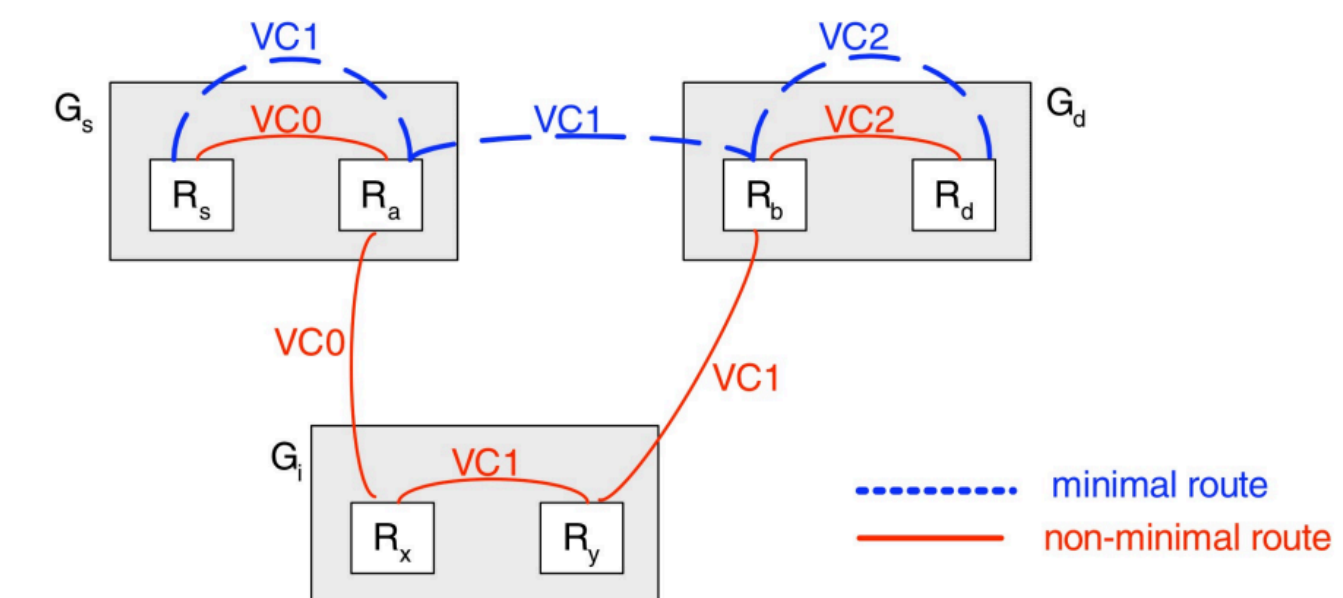 VC1
VC2
Gs
VC0
VC1
VC2
Gd
Rs
Ra
Rb
Rd
VC0
VC1
Gi
VC1
Rx
Ry
minimal route
non-minimal route